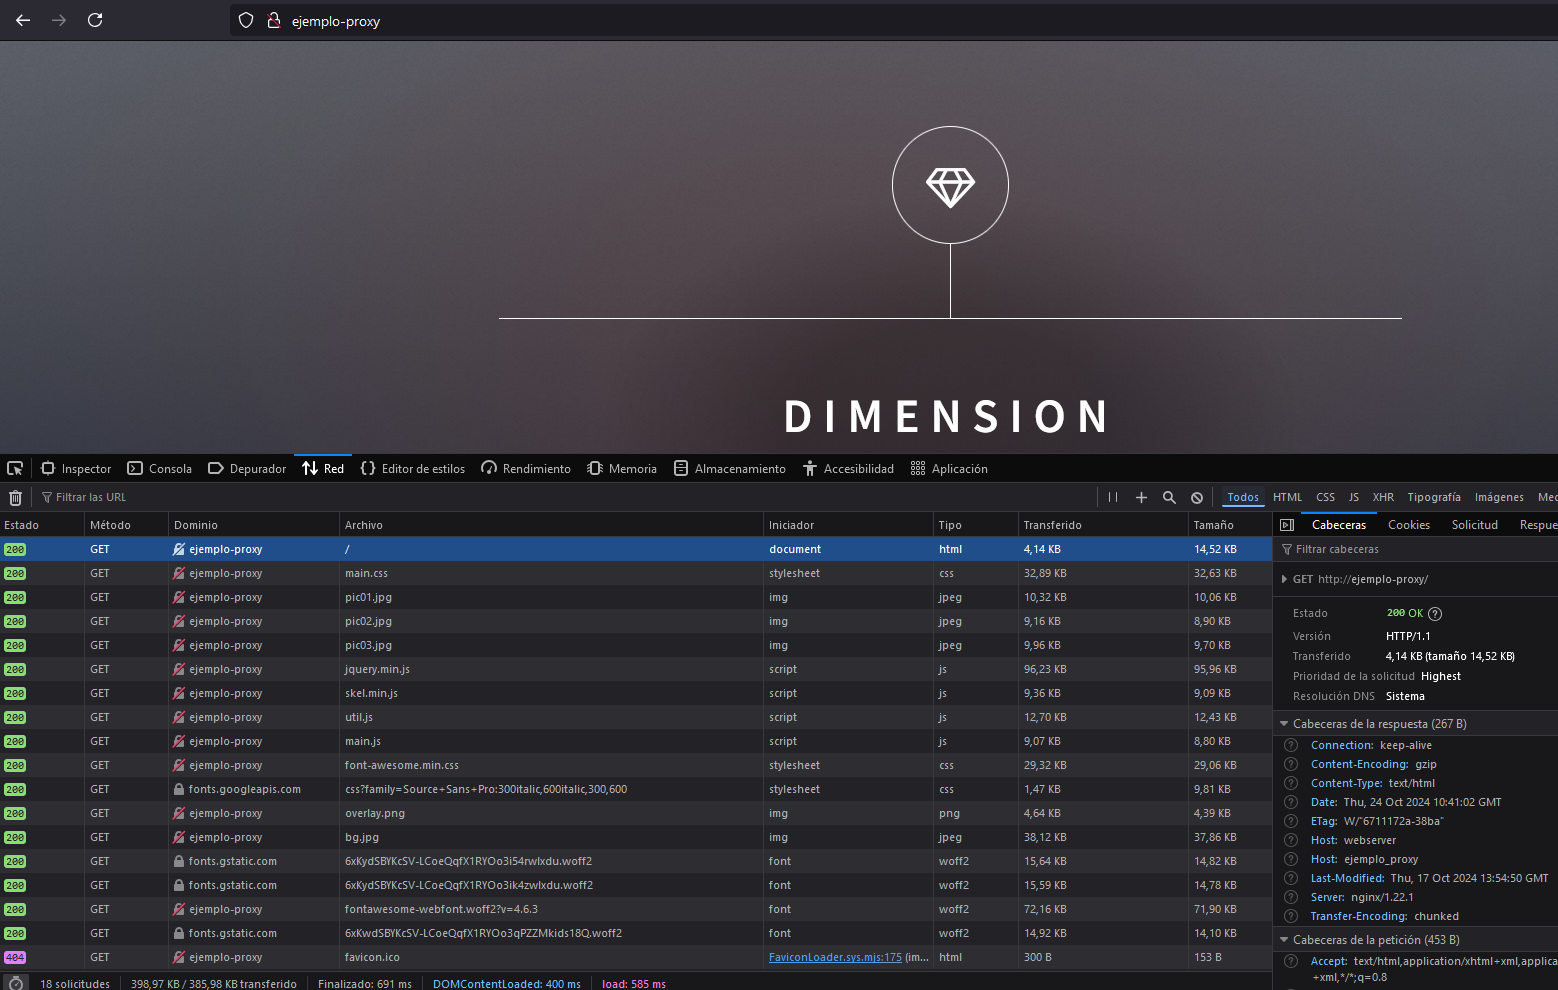 ejemplo-proxy
DIMENSION
Inspector Consola Depurador Red Editor de estilos Rendimiento Memoria Almacenamiento Accesibilidad Aplicación
Filtrar las URL Todos HTML CSS JS XHR Tipografía Imágenes Mec
Estado Método Dominio Archivo Iniciador Tipo Transferido Tamaño
200 GET ejemplo-proxy / document html 4,14 KB 14,52 KB
200 GET ejemplo-proxy main.css stylesheet css 32,89 KB 32,63 KB
200 GET ejemplo-proxy pic01.jpg img jpeg 10,32 KB 10,06 KB
200 GET ejemplo-proxy pic02.jpg img jpeg 9,16 KB 8,90 KB
200 GET ejemplo-proxy pic03.jpg img jpeg 9,96 KB 9,70 KB
200 GET ejemplo-proxy jquery.min.js script js 96,23 KB 95,96 KB
200 GET ejemplo-proxy skel.min.js script js 9,36 KB 9,09 KB
200 GET ejemplo-proxy util.js script js 12,70 KB 12,43 KB
200 GET ejemplo-proxy main.js script js 9,07 KB 8,80 KB
200 GET ejemplo-proxy font-awesome.min.css stylesheet css 29,32 KB 29,06 KB
200 GET fonts.googleapis.com css?family=Source+Sans+Pro:300italic,600italic,300,600 stylesheet css 1,47 KB 9,81 KB
200 GET ejemplo-proxy overlay.png img png 4,64 KB 4,39 KB
200 GET ejemplo-proxy bg.jpg img jpeg 38,12 KB 37,86 KB
200 GET fonts.gstatic.com 6xKydSBYKcSV-LCoeQqfX1RYOo3i54rwlxdu.woff2 font woff2 15,64 KB 14,82 KB
200 GET fonts.gstatic.com 6xKydSBYKcSV-LCoeQqfX1RYOo3ik4zwlxdu.woff2 font woff2 15,59 KB 14,78 KB
200 GET ejemplo-proxy fontawesome-webfont.woff2?v=4.6.3 font woff2 72,16 KB 71,90 KB
200 GET fonts.gstatic.com 6xKwdSBYKcSV-LCoeQqfX1RYOo3qPZZMkids18Q.woff2 font woff2 14,92 KB 14,10 KB
404 GET ejemplo-proxy favicon.ico FaviconLoader.sys.mjs:175 (im... html 300 B 153 B
18 solicitudes 398,97 KB / 385,98 KB transferido Finalizado: 691 ms DOMContentLoaded: 400 ms load: 585 ms
Cabeceras Cookies Solicitud Respue
Filtrar cabeceras
GET http://ejemplo-proxy/
Estado 200 OK ?
Versión HTTP/1.1
Transferido 4,14 KB (tamaño 14,52 KB)
Prioridad de la solicitud Highest
Resolución DNS Sistema
Cabeceras de la respuesta (267 B)
? Connection: keep-alive
? Content-Encoding: gzip
? Content-Type: text/html
? Date: Thu, 24 Oct 2024 10:41:02 GMT
? ETag: W/"6711172a-38ba"
? Host: webserver
? Host: ejemplo_proxy
? Last-Modified: Thu, 17 Oct 2024 13:54:50 GMT
? Server: nginx/1.22.1
? Transfer-Encoding: chunked
Cabeceras de la petición (453 B)
? Accept: text/html,application/xhtml+xml,applica
+xml,*/*;q=0.8